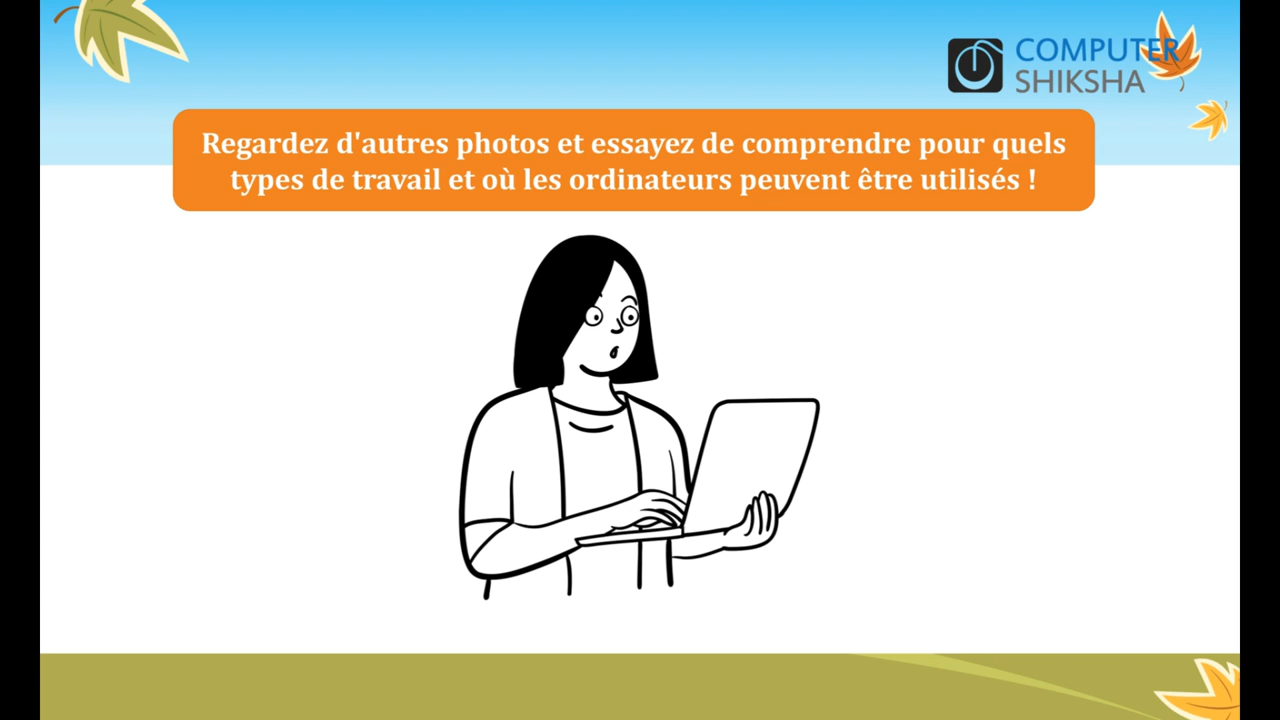 COMPUTER
SHIKSHA
Regardez d'autres photos et essayez de comprendre pour quels
types de travail et où les ordinateurs peuvent être utilisés !